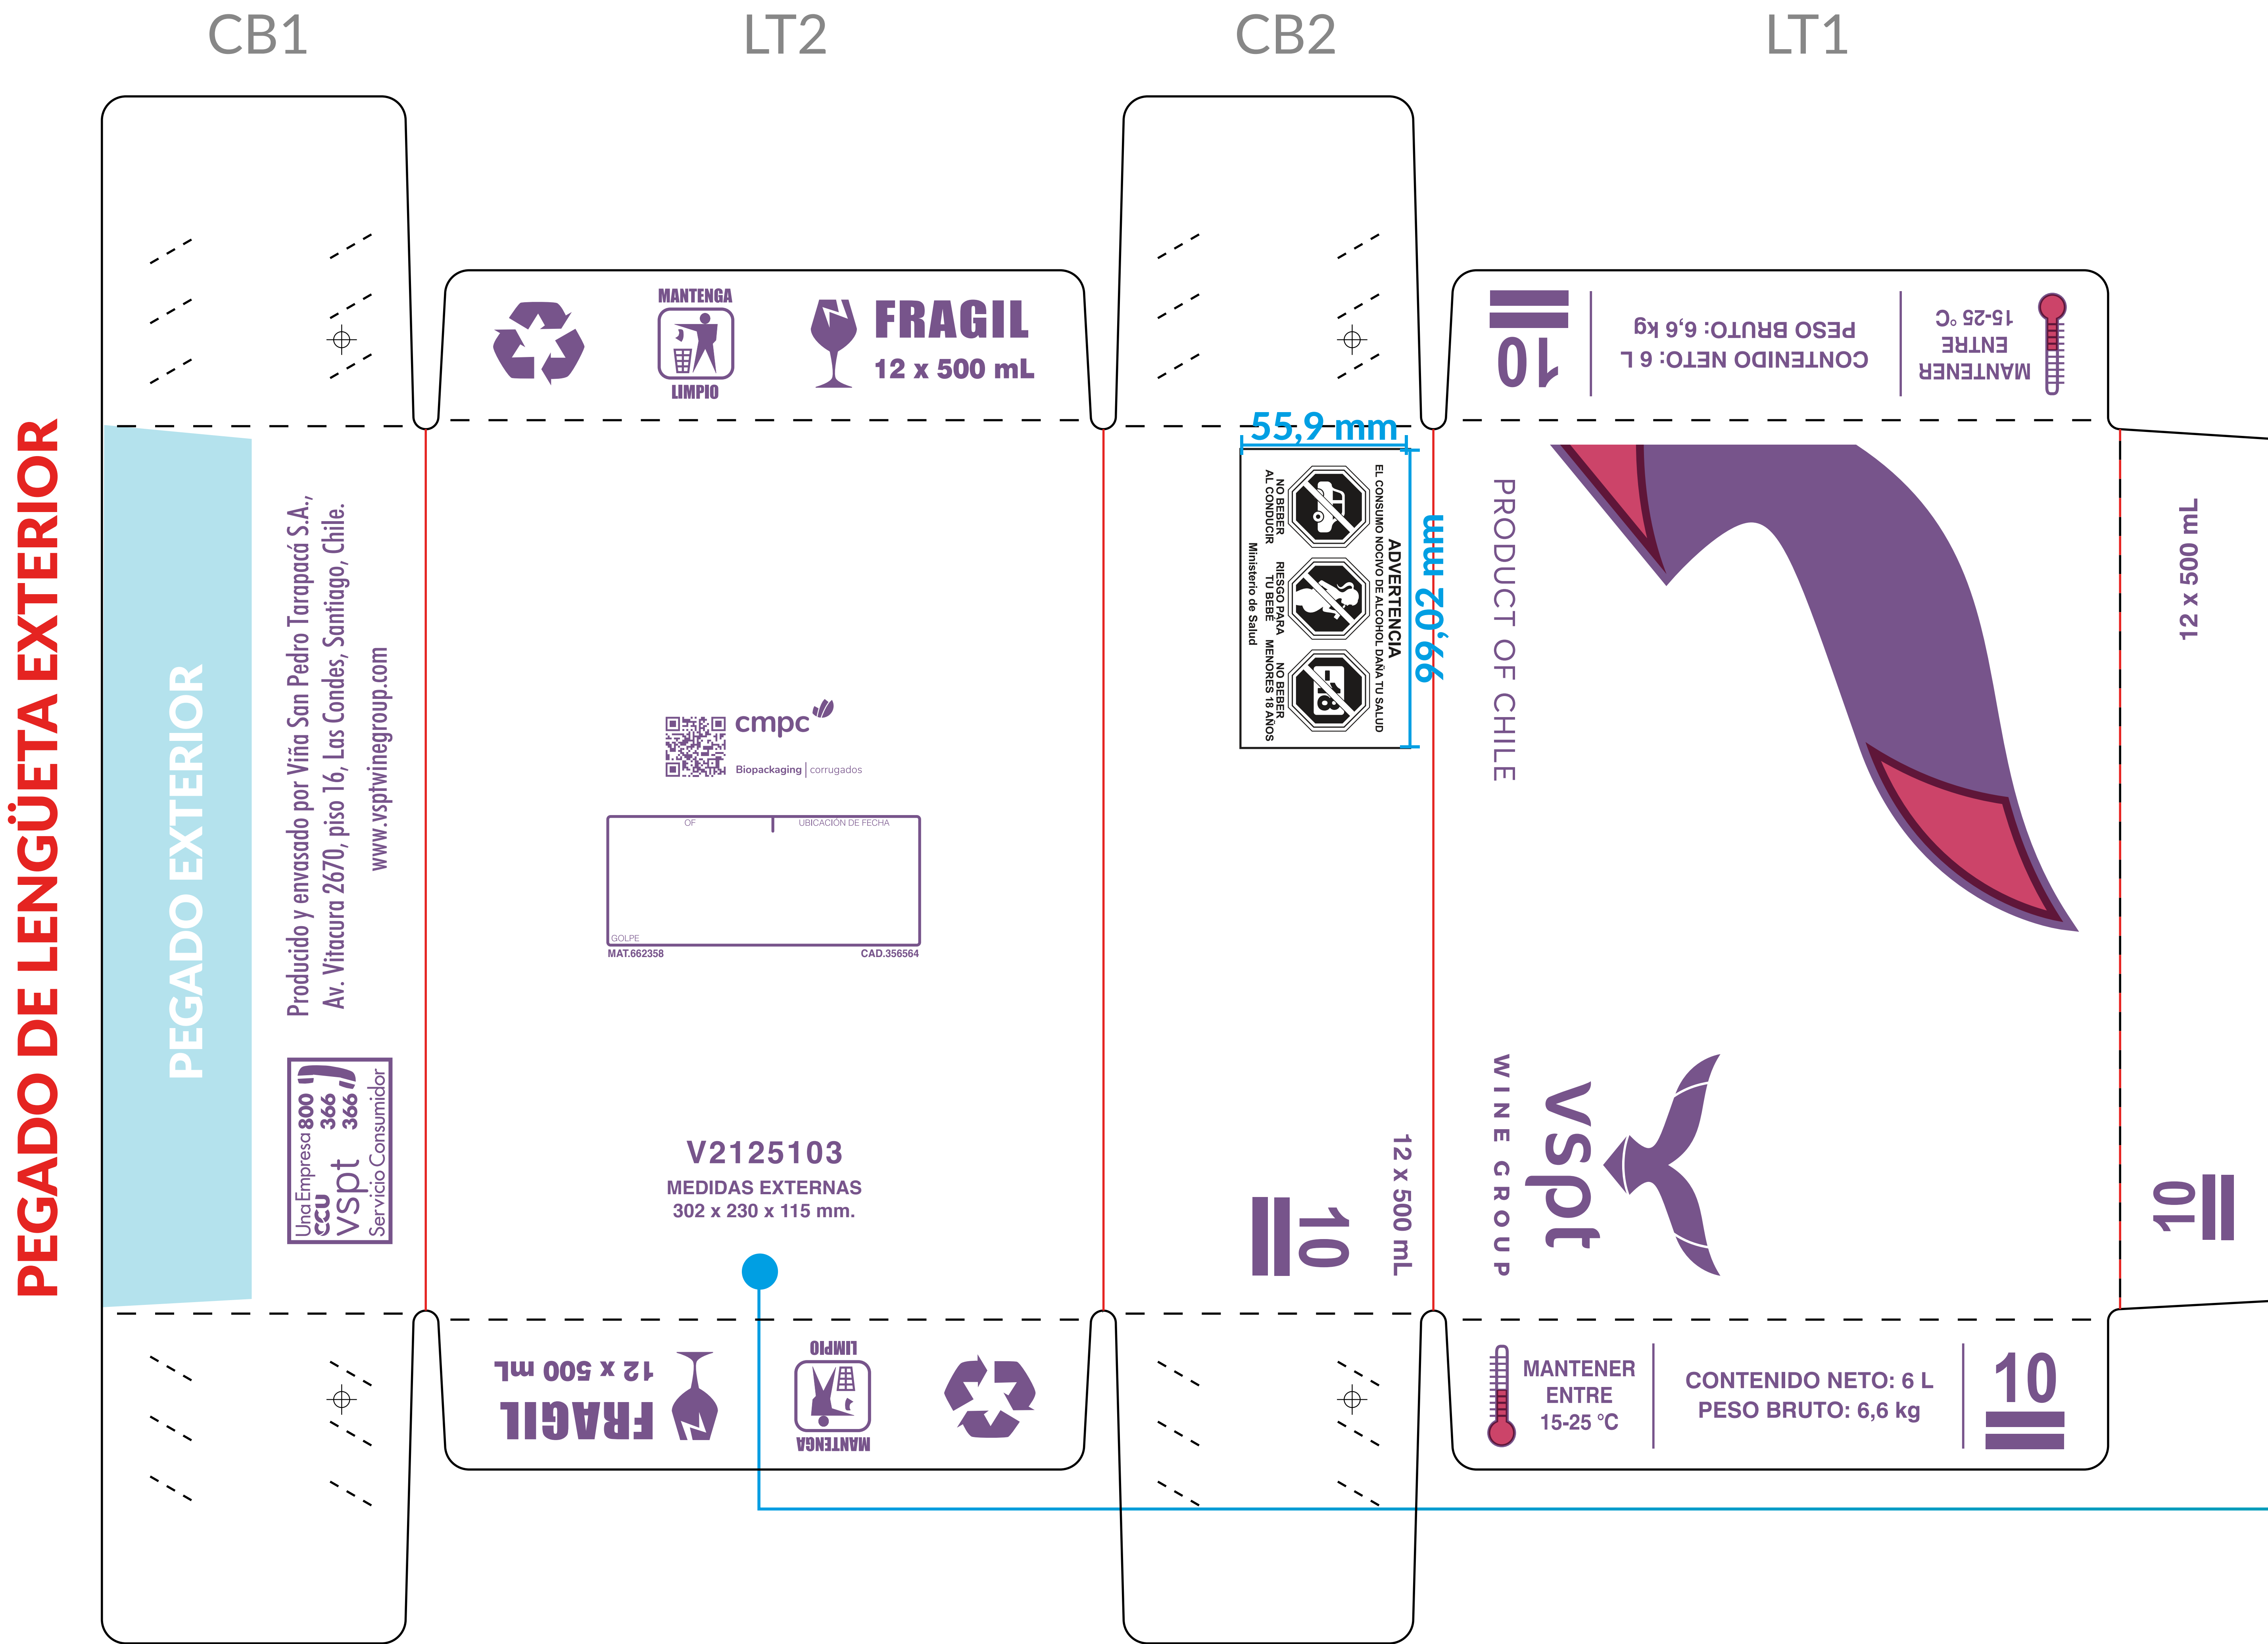 CB1
LT2
CB2
LT1
PEGADO DE LENGÜETA EXTERIOR
PEGADO EXTERIOR
Producido y envasado por Viña San Pedro Tarapacá S.A.,
Av. Vitacura 2670, piso 16, Las Condes, Santiago, Chile.
www.vsptwinegroup.com
Una Empresa
CCU
vspt
800
366
366
Servicio Consumidor
MANTENGA
LIMPIO
FRAGIL
12 x 500 mL
cmpc
Biopackaging | corrugados
OF
UBICACIÓN DE FECHA
GOLPE
MAT.662358
CAD.356564
V2125103
MEDIDAS EXTERNAS
302 x 230 x 115 mm.
FRAGIL
12 x 500 mL
MANTENGA
LIMPIO
55,9 mm
99,02 mm
ADVERTENCIA
EL CONSUMO NOCIVO DE ALCOHOL DAÑA TU SALUD
-18
NO BEBER
AL CONDUCIR
RIESGO PARA
TU BEBÉ
NO BEBER
MENORES 18 AÑOS
Ministerio de Salud
12 x 500 mL
10
MANTENER
ENTRE
15-25 °C
CONTENIDO NETO: 6 L
PESO BRUTO: 6,6 kg
10
PRODUCT OF CHILE
vspt
WINE GROUP
MANTENER
ENTRE
15-25 °C
CONTENIDO NETO: 6 L
PESO BRUTO: 6,6 kg
10
12 x 500 mL
10